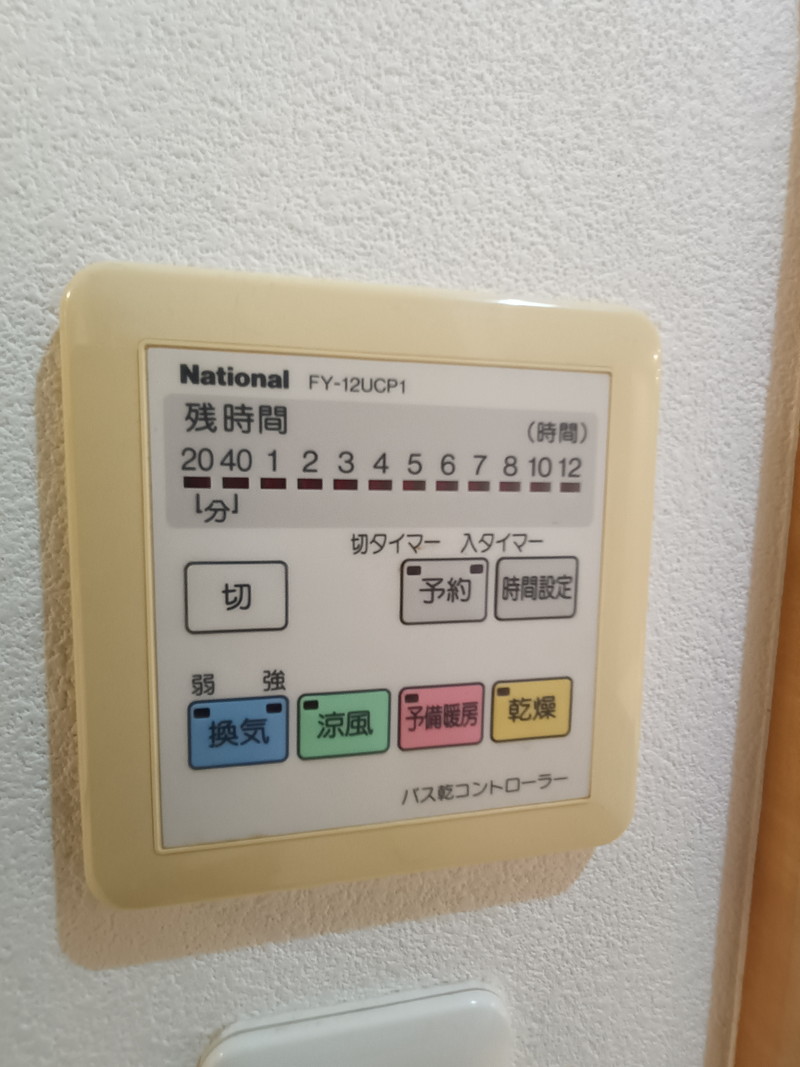 National FY-12UCP1
残時間
(時間)
20 40 1 2 3 4 5 6 7 8 10 12
分
切タイマー 入タイマー
切 予約 時間設定
弱 強
換気 涼風 予備暖房 乾燥
バス乾コントローラー